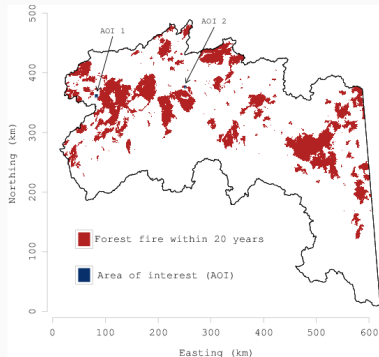 AOI 1
AOI 2
500
400
300
200
100
0
Northing (km)
Forest fire within 20 years
Area of interest (AOI)
0 100 200 300 400 500 600
Easting (km)